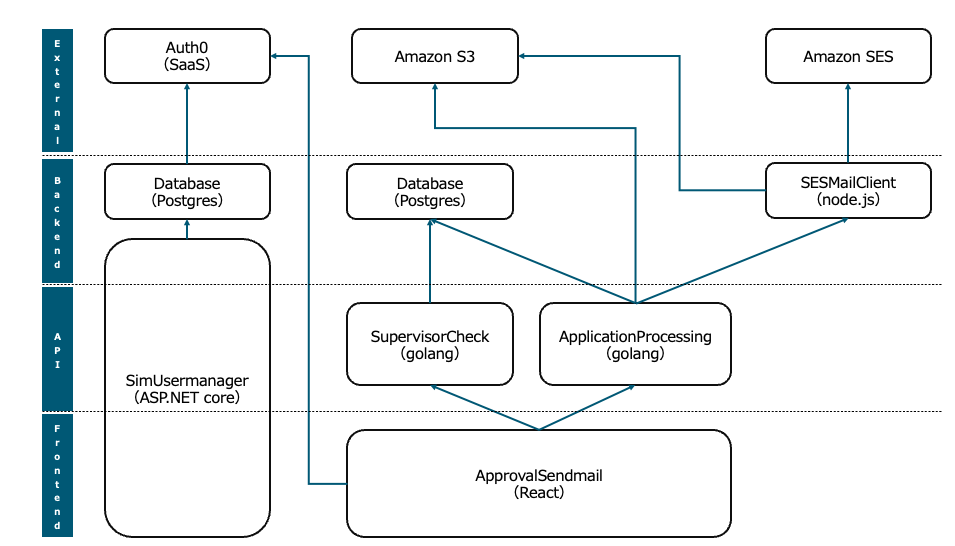 External
Auth0
(SaaS)
Amazon S3
Amazon SES
Backend
Database
(Postgres)
Database
(Postgres)
SESMailClient
(node.js)
API
SupervisorCheck
(golang)
ApplicationProcessing
(golang)
SimUsermanager
(ASP.NET core)
Frontend
ApprovalSendmail
(React)